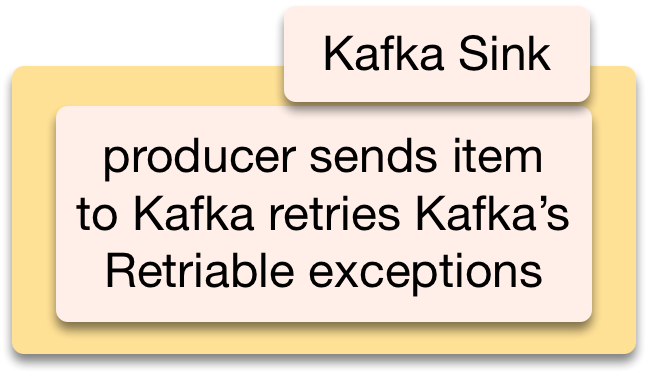 Kafka Sink
producer sends item
to Kafka retries Kafka’s
Retriable exceptions